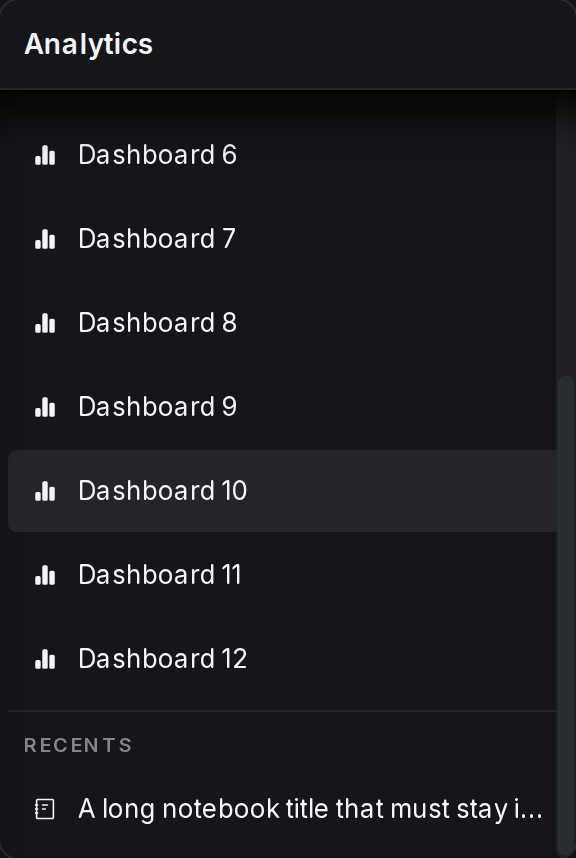 Analytics
Dashboard 6
Dashboard 7
Dashboard 8
Dashboard 9
Dashboard 10
Dashboard 11
Dashboard 12
RECENTS
A long notebook title that must stay i...